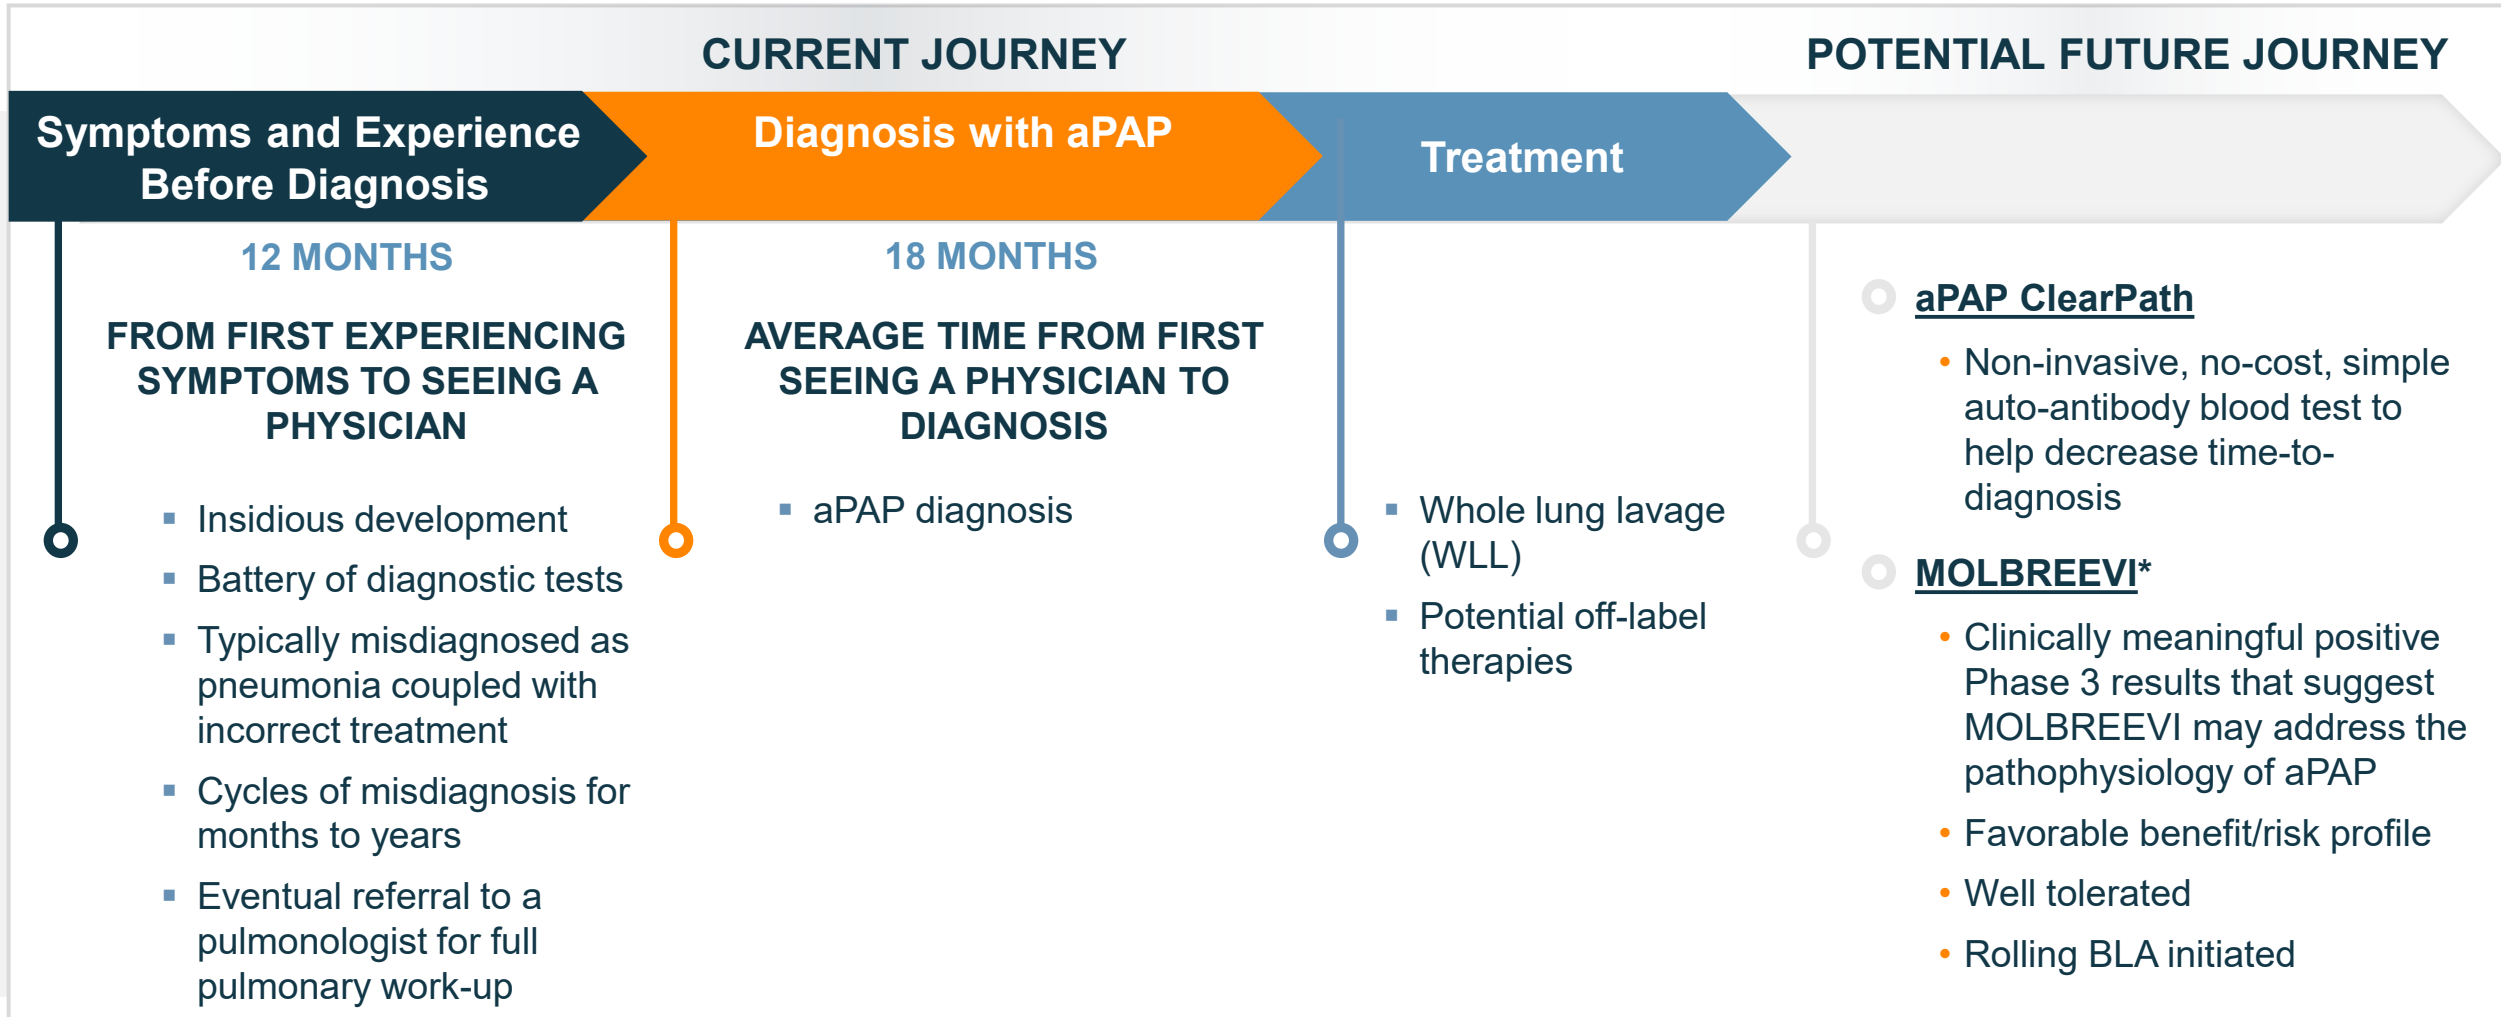 CURRENT JOURNEY
POTENTIAL FUTURE JOURNEY
Symptoms and Experience
Before Diagnosis
Diagnosis with aPAP
Treatment
12 MONTHS
FROM FIRST EXPERIENCING
SYMPTOMS TO SEEING A
PHYSICIAN
▪ Insidious development
▪ Battery of diagnostic tests
▪ Typically misdiagnosed as
pneumonia coupled with
incorrect treatment
▪ Cycles of misdiagnosis for
months to years
▪ Eventual referral to a
pulmonologist for full
pulmonary work-up
18 MONTHS
AVERAGE TIME FROM FIRST
SEEING A PHYSICIAN TO
DIAGNOSIS
▪ aPAP diagnosis
▪ Whole lung lavage
(WLL)
▪ Potential off-label
therapies
aPAP ClearPath
• Non-invasive, no-cost, simple
auto-antibody blood test to
help decrease time-to-
diagnosis
MOLBREEVI*
• Clinically meaningful positive
Phase 3 results that suggest
MOLBREEVI may address the
pathophysiology of aPAP
• Favorable benefit/risk profile
• Well tolerated
• Rolling BLA initiated